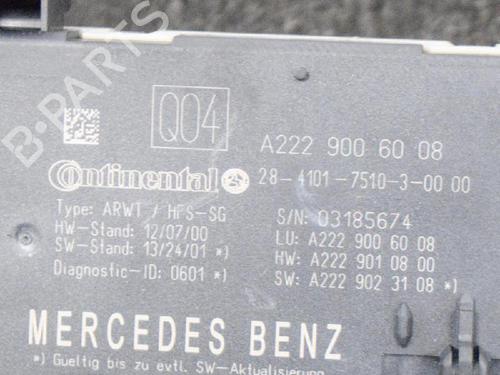 Q04
A222 900 60 08
Continental
28-4101-7510-3-00 00
Type: ARWT / HFS-SG
HW-Stand: 12/07/00
SW-Stand: 13/24/01 *)
Diagnostic-ID: 0601 *)
S/N: 03185674
LU: A222 900 60 08
HW: A222 901 08 00
SW: A222 902 31 08 *)
MERCEDES BENZ
*) Gueltig bis zu evtl. SW-Aktualisierung
B-PARTS